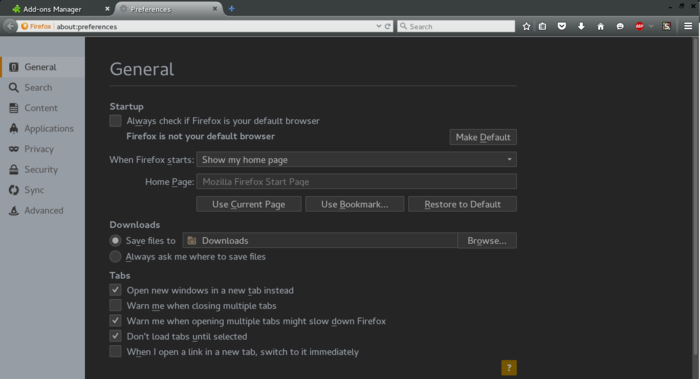 Add-ons Manager
Preferences
Firefox
about:preferences
Search
ABP
General
Search
Content
Applications
Privacy
Security
Sync
Advanced
General
Startup
Always check if Firefox is your default browser
Firefox is not your default browser
Make Default
When Firefox starts:
Show my home page
Home Page:
Mozilla Firefox Start Page
Use Current Page
Use Bookmark...
Restore to Default
Downloads
Save files to
Downloads
Browse...
Always ask me where to save files
Tabs
Open new windows in a new tab instead
Warn me when closing multiple tabs
Warn me when opening multiple tabs might slow down Firefox
Don't load tabs until selected
When I open a link in a new tab, switch to it immediately
?